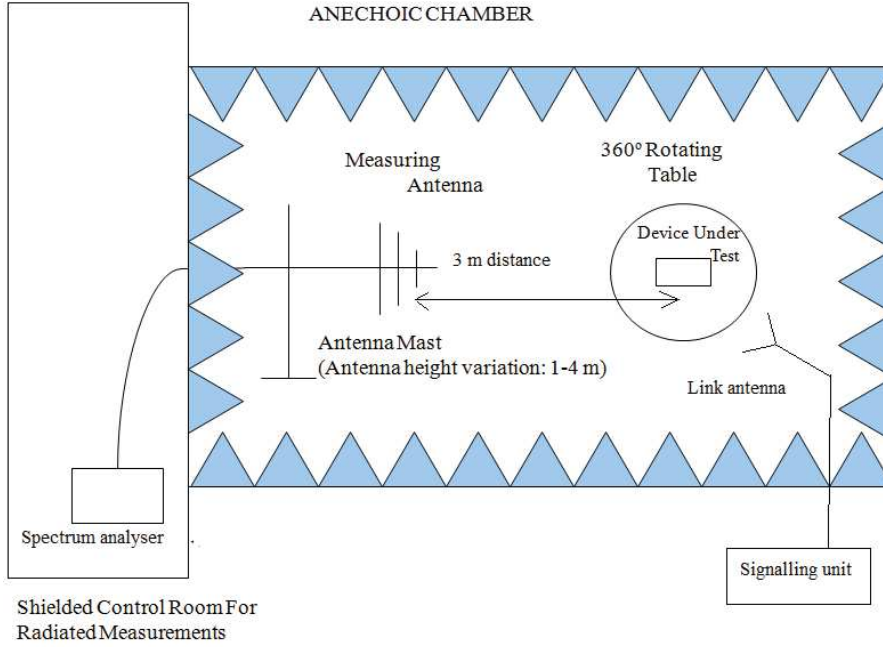 ANECHOIC CHAMBER
Measuring
Antenna
360º Rotating
Table
Device Under
Test
3 m distance
Antenna Mast
(Antenna height variation: 1-4 m)
Link antenna
Spectrum analyser
Signalling unit
Shielded Control Room For
Radiated Measurements